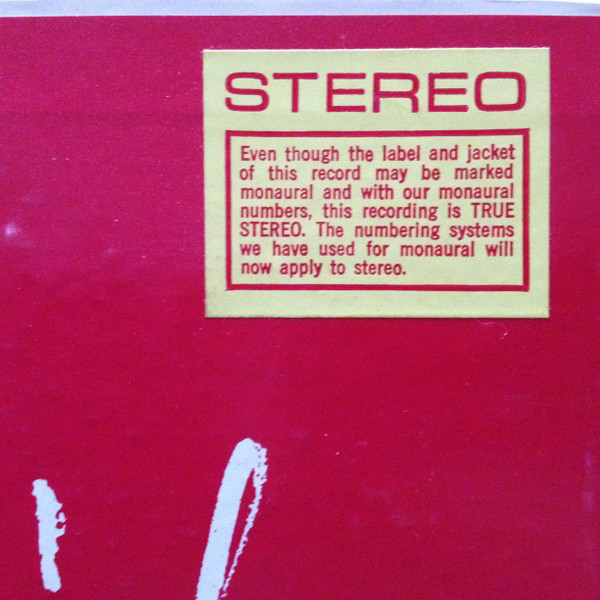 STEREO
Even though the label and jacket
of this record may be marked
monaural and with our monaural
numbers, this recording is TRUE
STEREO. The numbering systems
we have used for monaural will
now apply to stereo.